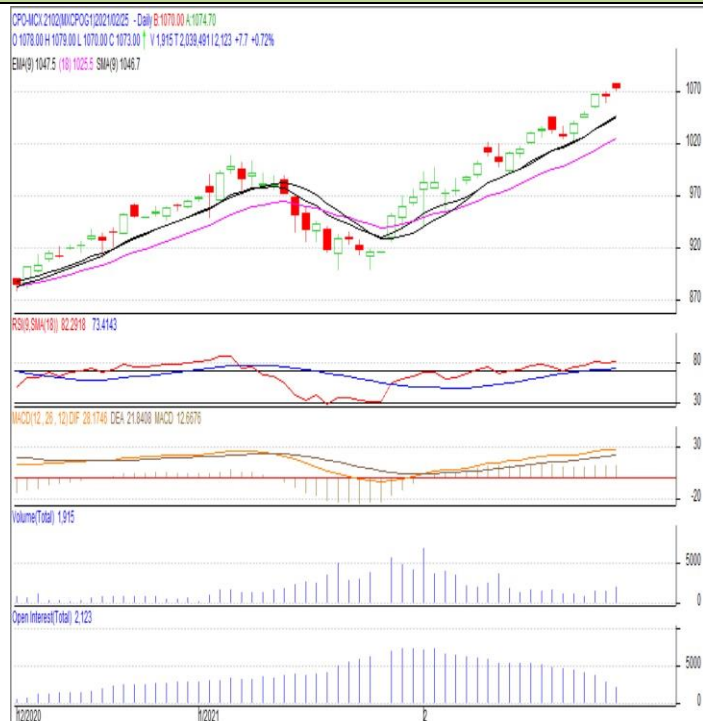 CPO-MCX 2102(MXCPOG1)2021/02/25 - Daily B:1070.00 A:1074.70
O 1078.00 H 1079.00 L 1070.00 C 1073.00 V 1,915 T 2,039,491 I 2,123 +7.7 +0.72%
EMA(9) 1047.5 (18) 1025.5 SMA(9) 1046.7
1070
1020
970
920
870
RSI(9,SMA(18)) 82.2918 73.4143
80
30
MACD(12, 26, 12) DIF 28.1746 DEA 21.8408 MACD 12.6676
30
-20
Volume(Total) 1,915
5000
0
Open Interest(Total) 2,123
5000
0
12/2020 1/2021 2